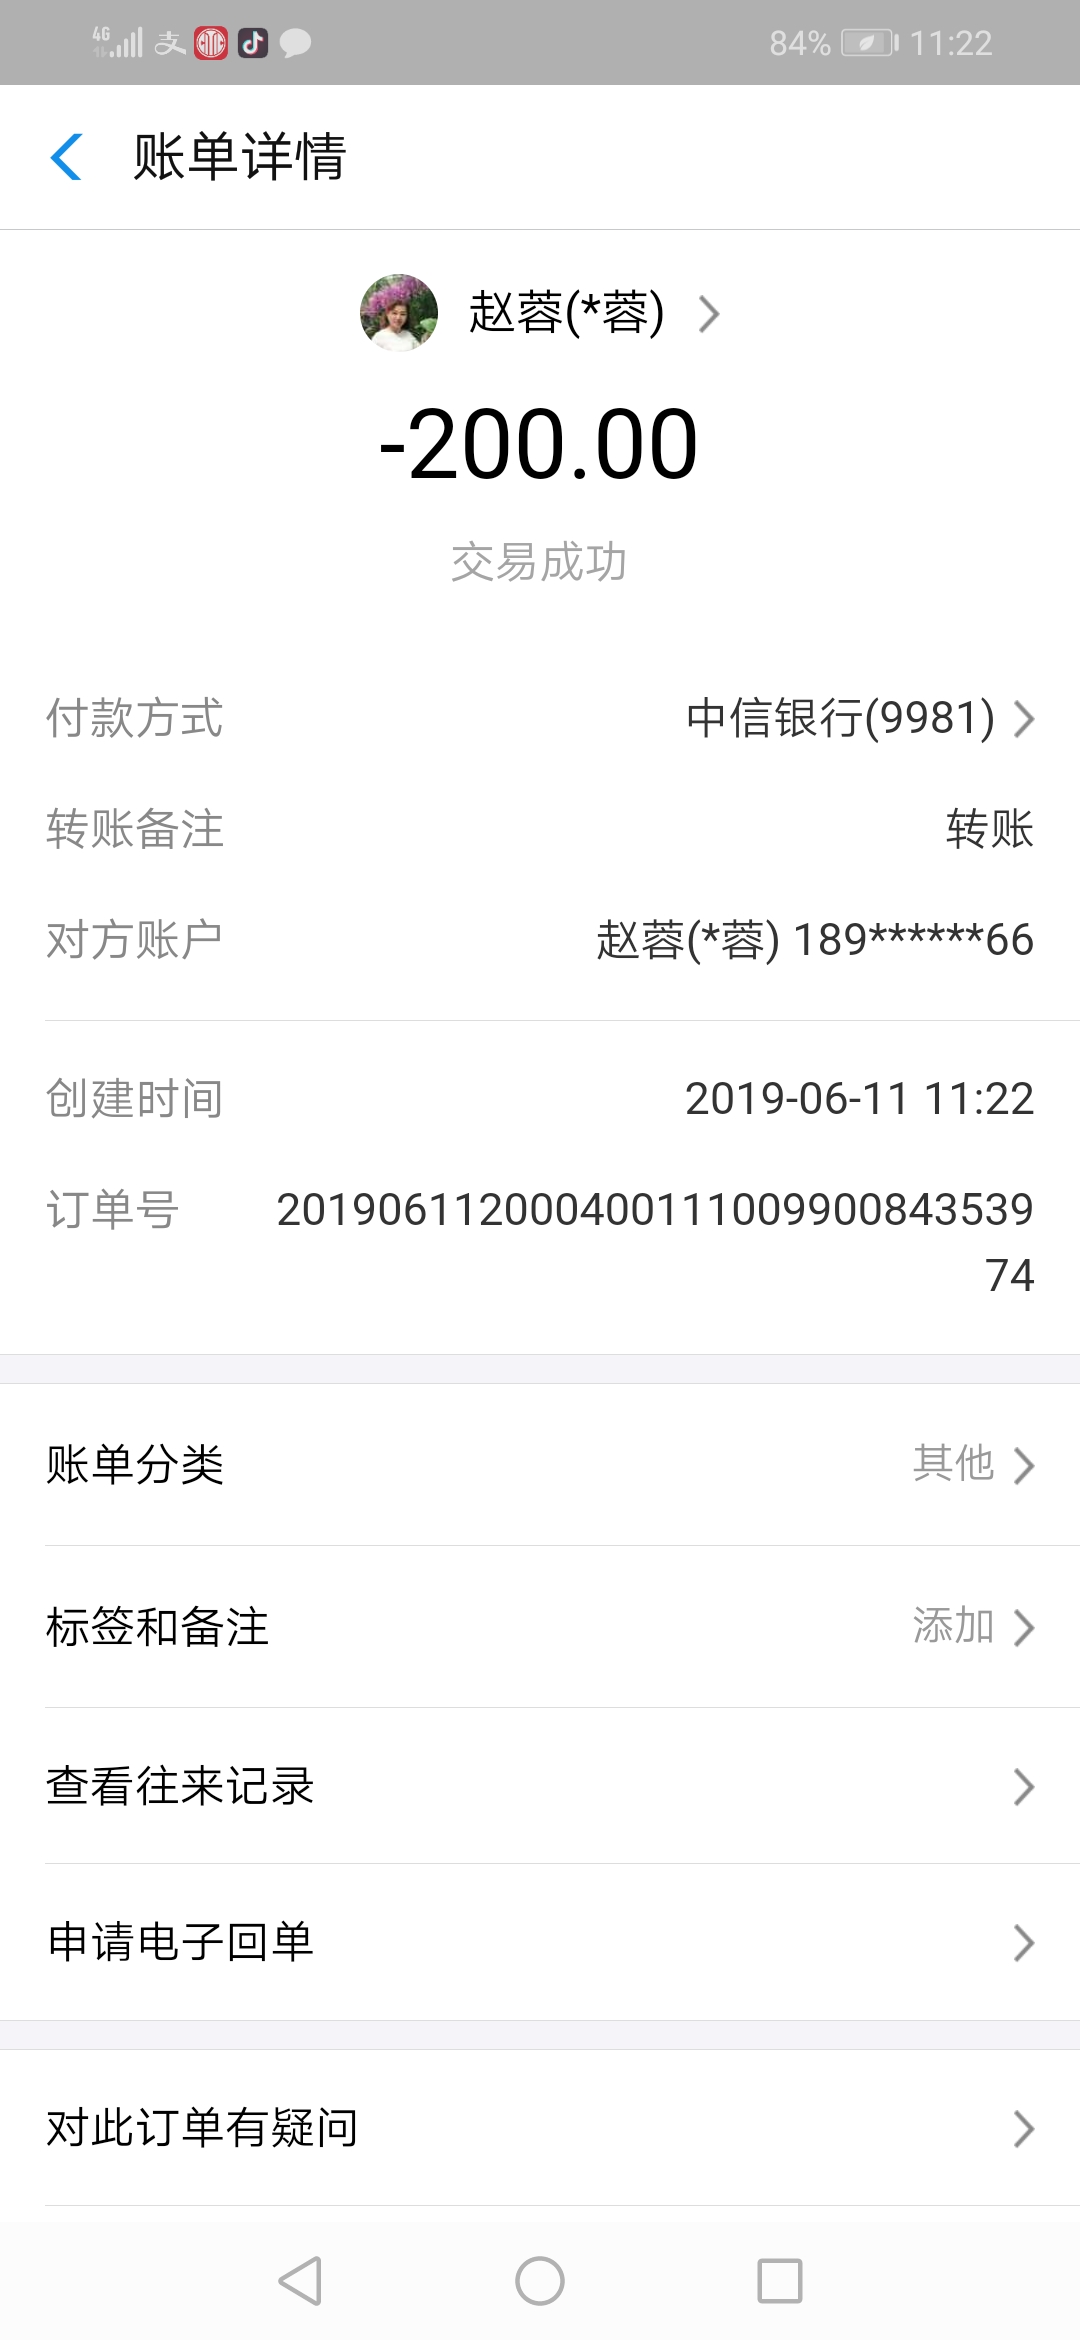 4G 支 84% 11:22
账单详情
赵蓉(*蓉)
-200.00
交易成功
付款方式 中信银行(9981)
转账备注 转账
对方账户 赵蓉(*蓉) 189******66
创建时间 2019-06-11 11:22
订单号 201906112000400111009900843539
74
账单分类 其他
标签和备注 添加
查看往来记录
申请电子回单
对此订单有疑问